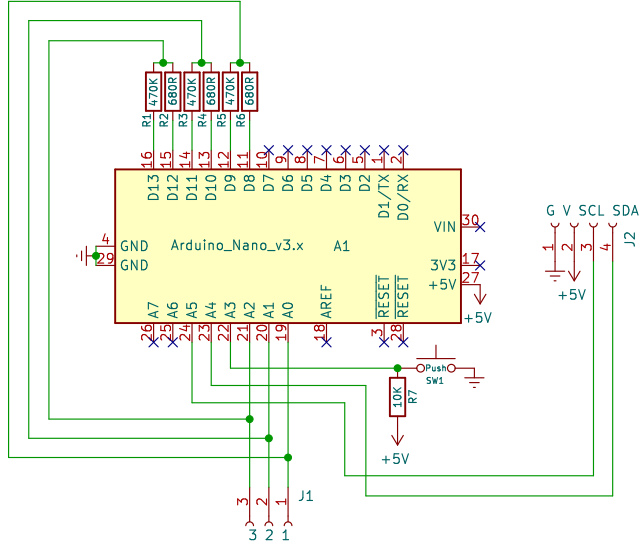 470K 680R 470K 680R 470K 680R
R1 R2 R3 R4 R5 R6
16 15 14 13 12 11 10 9 8 7 6 5 1 2
D13 D12 D11 D10 D9 D8 D7 D6 D5 D4 D3 D2 D1/TX D0/RX
G V SCL SDA
J2
1 2 3 4
VIN 30
4 GND
29 GND
Arduino_Nano_v3.x A1
3V3 17
+5V 27
+5V
+5V
A7 A6 A5 A4 A3 A2 A1 A0 AREF RESET RESET
26 25 24 23 22 21 20 19 18 3 28
Push
SW1
10K R7
+5V
J1
3 2 1
3 2 1